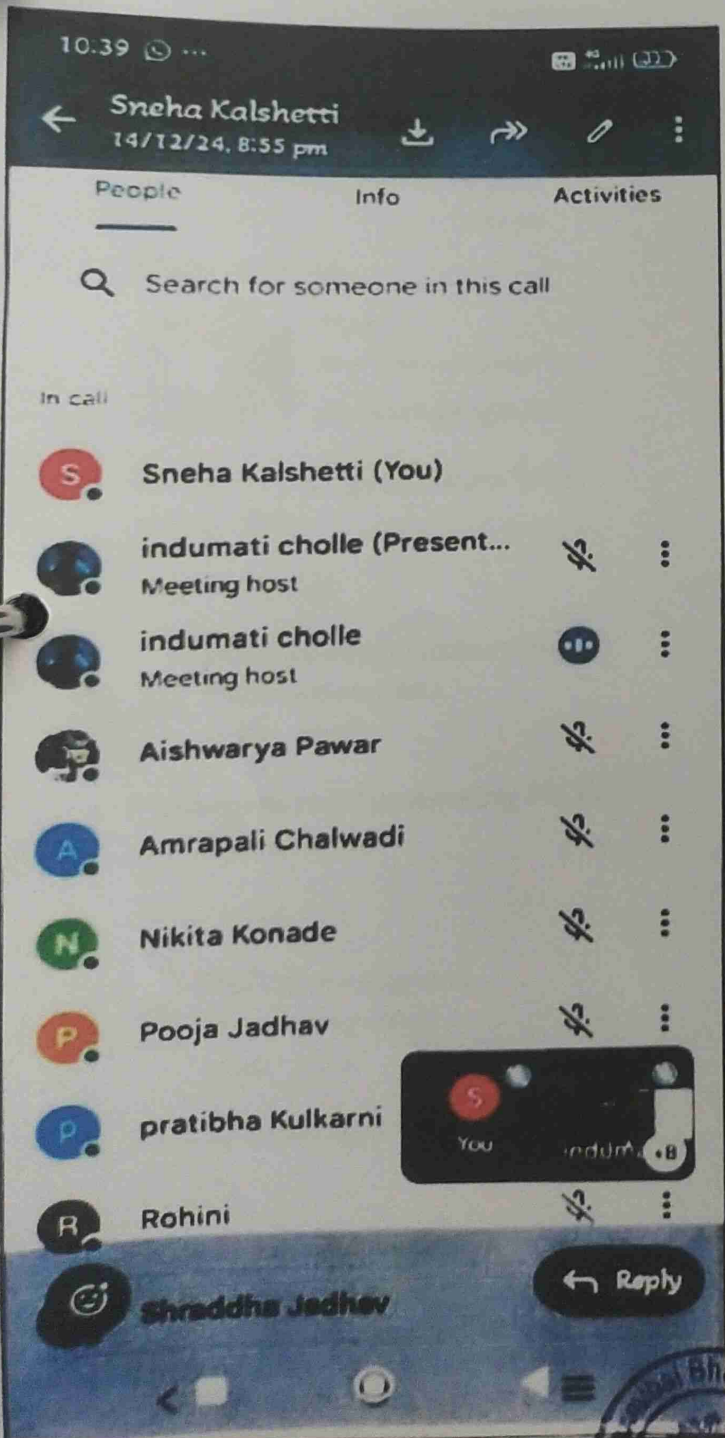 10:39 ...
Sneha Kalshetti
14/12/24, 8:55 pm
People Info Activities
Search for someone in this call
In call
S Sneha Kalshetti (You)
indumati cholle (Present...
Meeting host
indumati cholle
Meeting host
Aishwarya Pawar
A Amrapali Chalwadi
N Nikita Konade
P Pooja Jadhav
P pratibha Kulkarni
S
You indum +8
R Rohini
Shraddha Jadhav
Reply